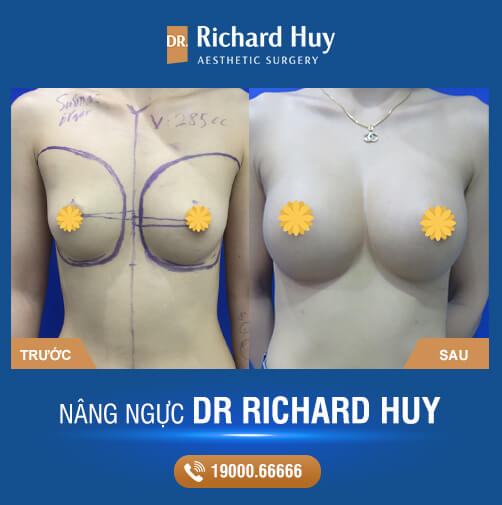 DR. Richard Huy
AESTHETIC SURGERY
V: 285cc
TRƯỚC
SAU
NÂNG NGỰC DR RICHARD HUY
19000.66666